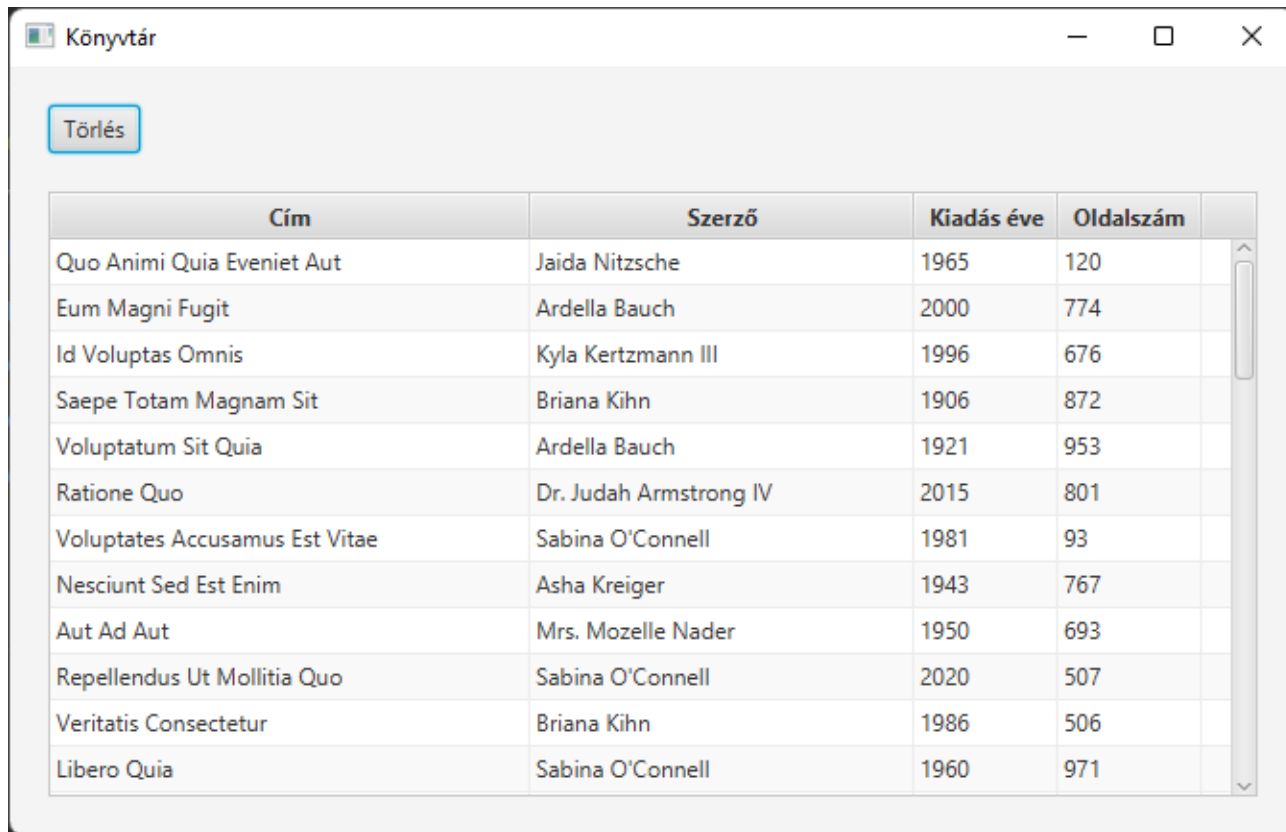 Könyvtár
Törlés
Cím Szerző Kiadás éve Oldalszám
Quo Animi Quia Eveniet Aut Jaida Nitzsche 1965 120
Eum Magni Fugit Ardella Bauch 2000 774
Id Voluptas Omnis Kyla Kertzmann III 1996 676
Saepe Totam Magnam Sit Briana Kihn 1906 872
Voluptatum Sit Quia Ardella Bauch 1921 953
Ratione Quo Dr. Judah Armstrong IV 2015 801
Voluptates Accusamus Est Vitae Sabina O'Connell 1981 93
Nesciunt Sed Est Enim Asha Kreiger 1943 767
Aut Ad Aut Mrs. Mozelle Nader 1950 693
Repellendus Ut Mollitia Quo Sabina O'Connell 2020 507
Veritatis Consectetur Briana Kihn 1986 506
Libero Quia Sabina O'Connell 1960 971